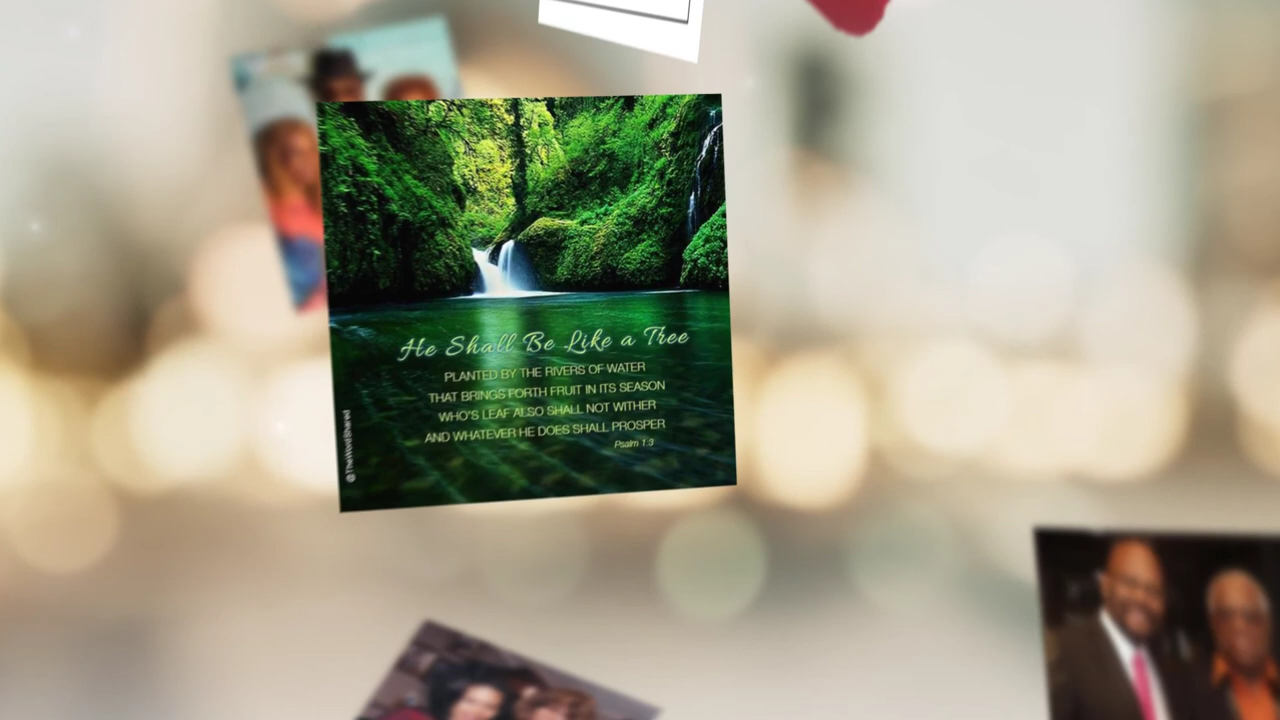 He Shall Be Like a Tree
PLANTED BY THE RIVERS OF WATER
THAT BRINGS FORTH FRUIT IN ITS SEASON
WHO'S LEAF ALSO SHALL NOT WITHER
AND WHATEVER HE DOES SHALL PROSPER
Psalm 1:3
@TheWordShared